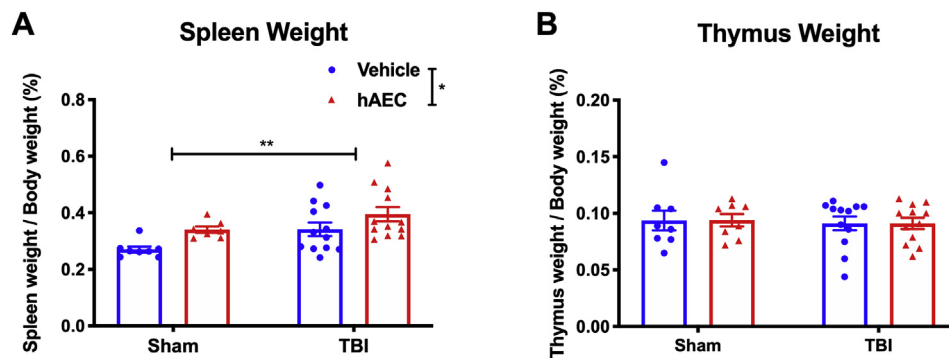 A
Spleen Weight
Vehicle
hAEC
*
**
Spleen weight / Body weight (%)
0.8
0.6
0.4
0.2
0.0
Sham
TBI
B
Thymus Weight
Thymus weight / Body weight (%)
0.20
0.15
0.10
0.05
0.00
Sham
TBI